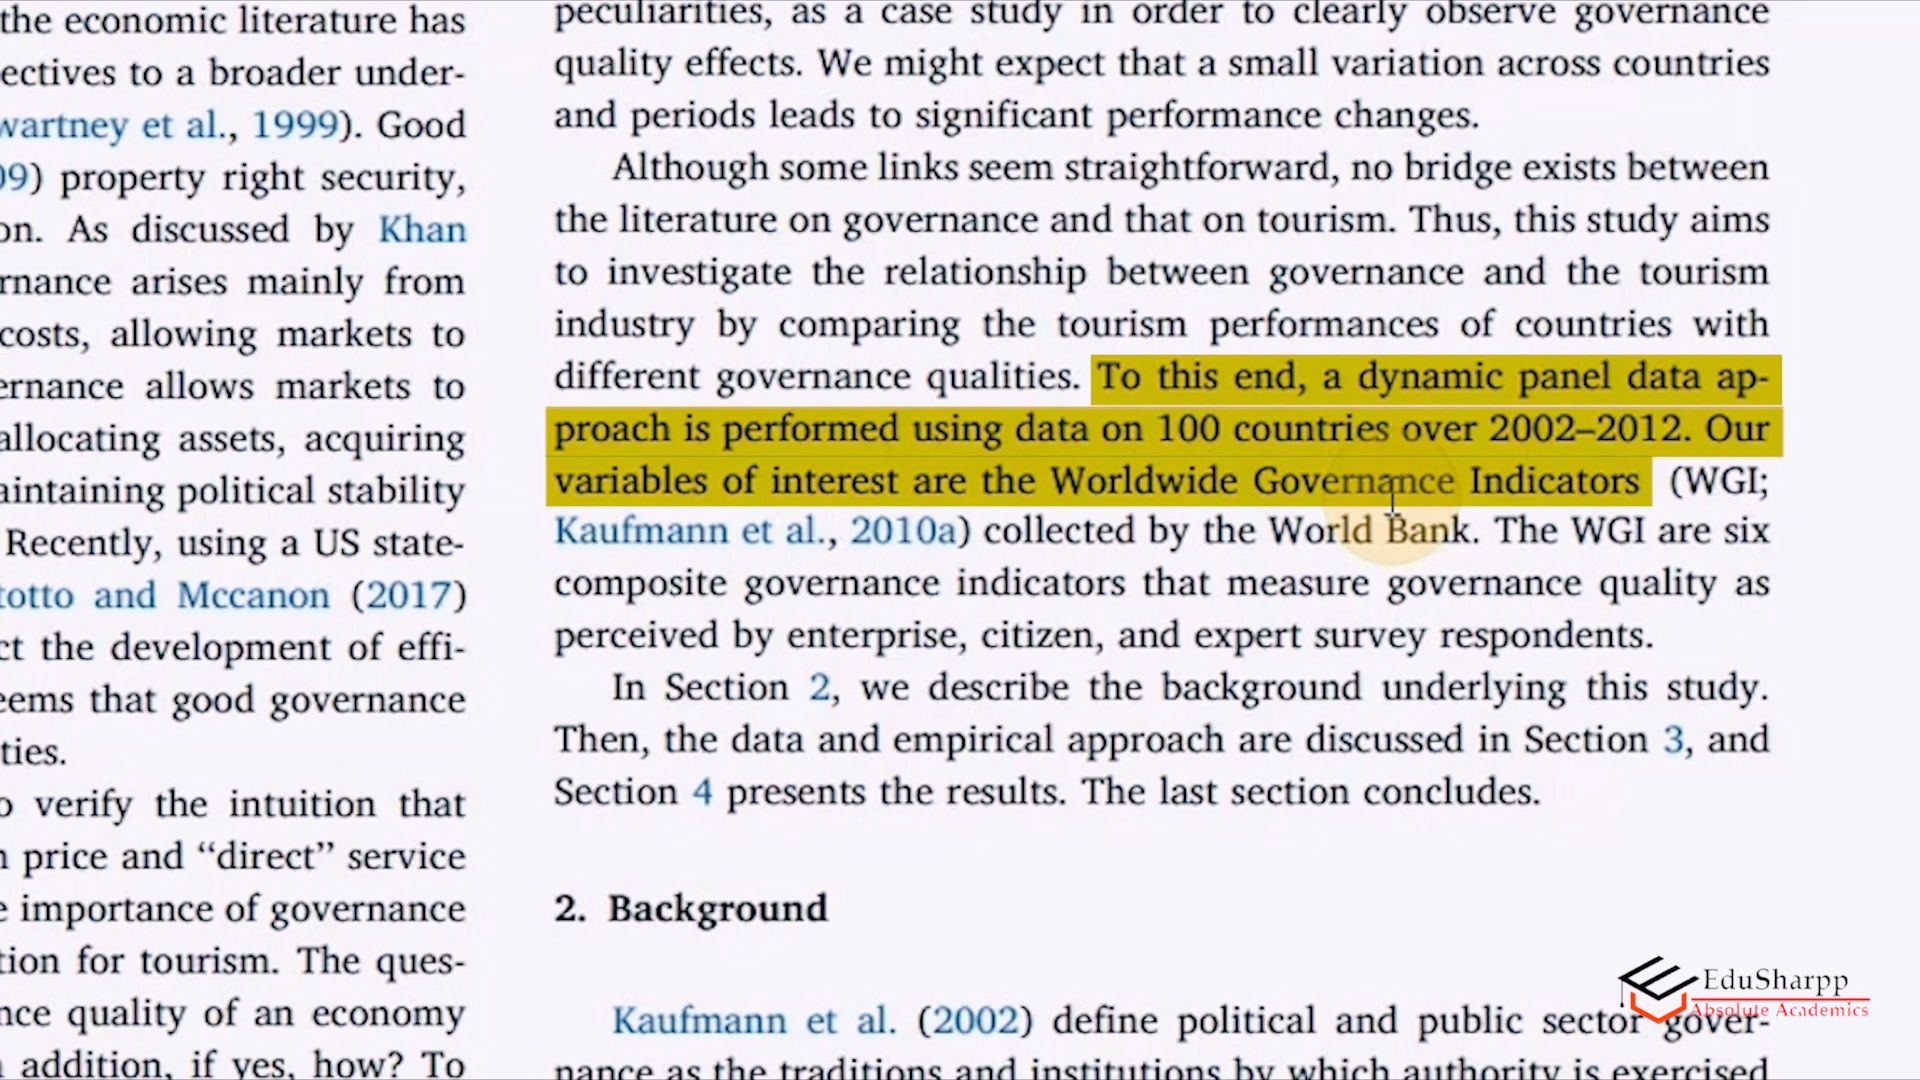 the economic literature has
ectives to a broader under-
wartney et al., 1999). Good
09) property right security,
on. As discussed by Khan
rnance arises mainly from
costs, allowing markets to
ernance allows markets to
allocating assets, acquiring
aintaining political stability
Recently, using a US state-
totto and Mccanon (2017)
ct the development of effi-
eems that good governance
ties.
o verify the intuition that
n price and “direct” service
e importance of governance
tion for tourism. The ques-
nce quality of an economy
addition, if yes, how? To
peculiarities, as a case study in order to clearly observe governance
quality effects. We might expect that a small variation across countries
and periods leads to significant performance changes.
Although some links seem straightforward, no bridge exists between
the literature on governance and that on tourism. Thus, this study aims
to investigate the relationship between governance and the tourism
industry by comparing the tourism performances of countries with
different governance qualities. To this end, a dynamic panel data ap-
proach is performed using data on 100 countries over 2002–2012. Our
variables of interest are the Worldwide Governance Indicators (WGI;
Kaufmann et al., 2010a) collected by the World Bank. The WGI are six
composite governance indicators that measure governance quality as
perceived by enterprise, citizen, and expert survey respondents.
In Section 2, we describe the background underlying this study.
Then, the data and empirical approach are discussed in Section 3, and
Section 4 presents the results. The last section concludes.
2. Background
Kaufmann et al. (2002) define political and public sector gover-
nance as the traditions and institutions by which authority is exercised
EduSharpp
Absolute Academics